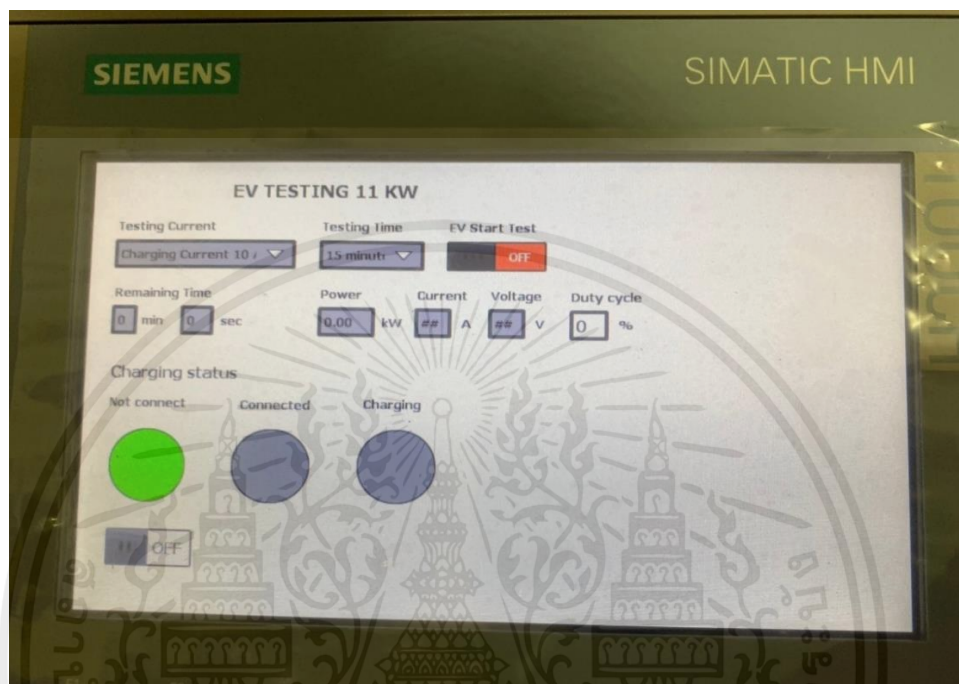 SIEMENS
SIMATIC HMI
EV TESTING 11 KW
Testing Current Testing Time EV Start Test
Charging Current 10 15 minut OFF
Remaining Time Power Current Voltage Duty cycle
0 min 0 sec 0.00 kW ## A ## V 0 %
Charging status
Not connect Connected Charging
OFF
TOUCH